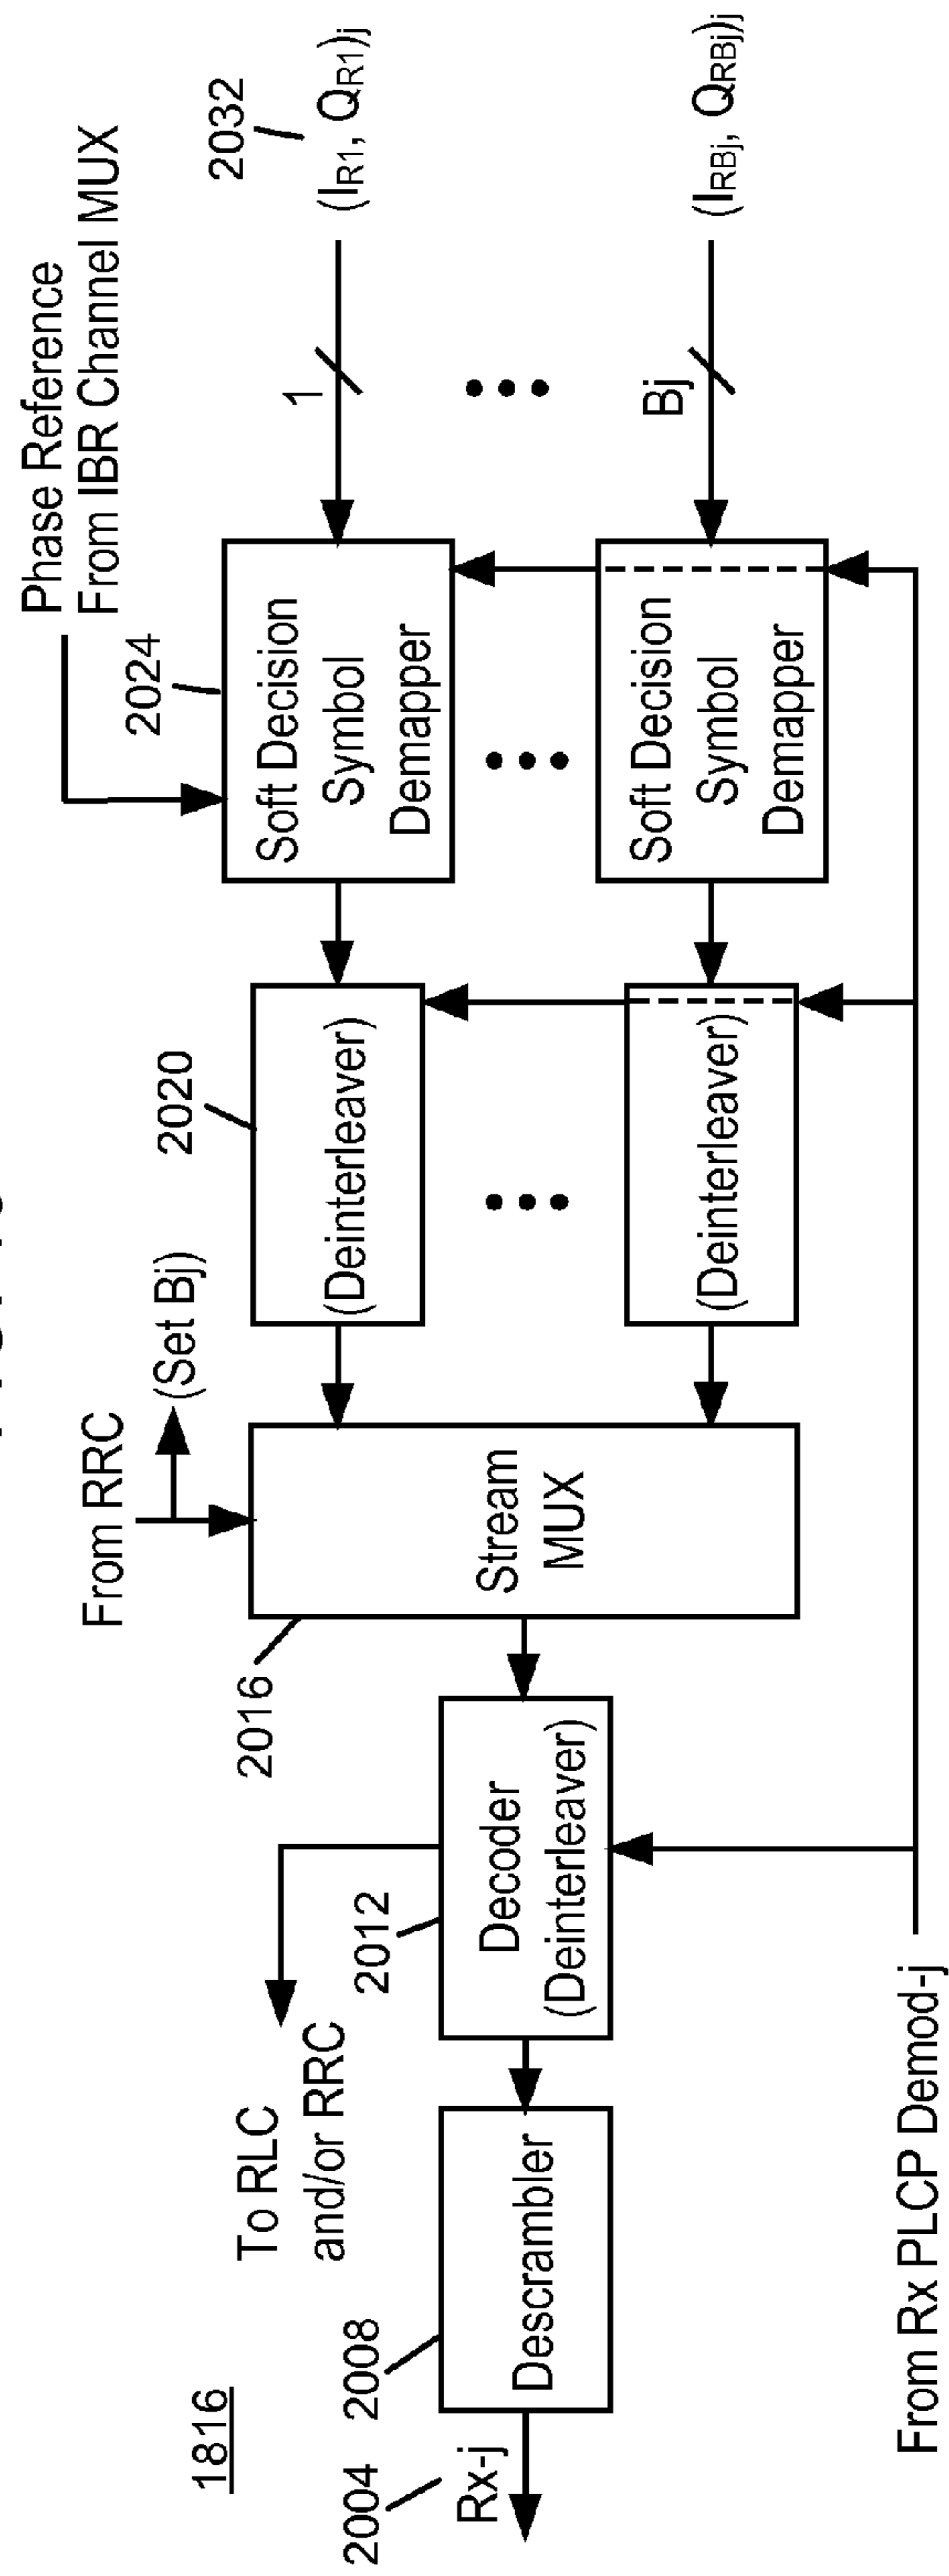 1816
2004
Rx-j
2008
Descrambler
To RLC
and/or RRC
2012
Decoder
(Deinterleaver)
2016
From RRC
(Set Bj)
Stream
MUX
2020
(Deinterleaver)
(Deinterleaver)
2024
Phase Reference
From IBR Channel MUX
Soft Decision
Symbol
Demapper
Soft Decision
Symbol
Demapper
1
Bj
2032
(IR1, QR1)j
(IRBj, QRBj)j
From Rx PLCP Demod-j